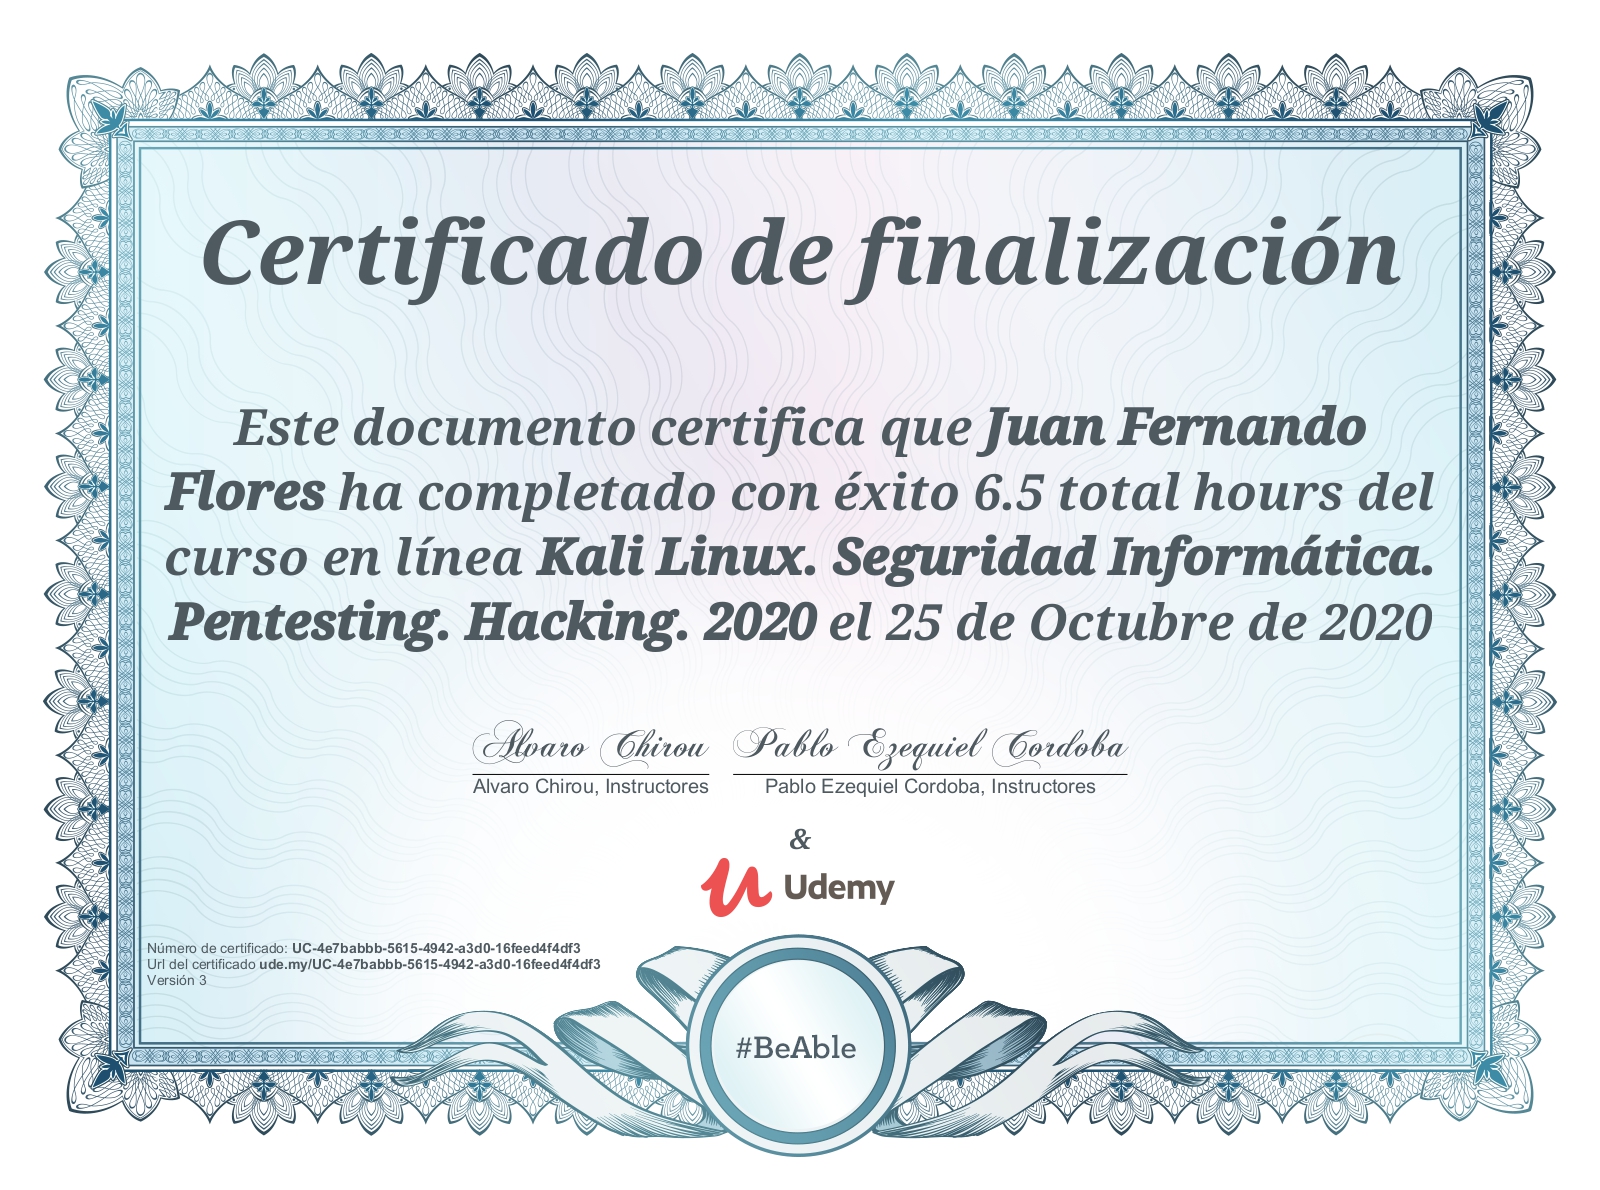 Certificado de finalización
Este documento certifica que Juan Fernando
Flores ha completado con éxito 6.5 total hours del
curso en línea Kali Linux. Seguridad Informática.
Pentesting. Hacking. 2020 el 25 de Octubre de 2020
Alvaro Chirou Pablo Ezequiel Cordoba
Alvaro Chirou, Instructores Pablo Ezequiel Cordoba, Instructores
&
Udemy
Número de certificado: UC-4e7babbb-5615-4942-a3d0-16feed4f4df3
Url del certificado ude.my/UC-4e7babbb-5615-4942-a3d0-16feed4f4df3
Versión 3
#BeAble